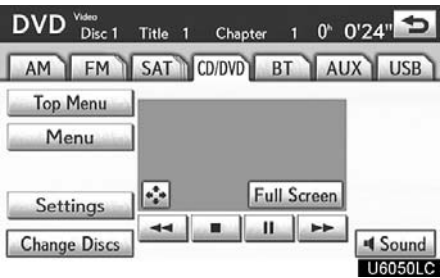 DVD Video Disc 1 Title 1 Chapter 1 0h 0'24"
AM FM SAT CD/DVD BT AUX USB
Top Menu
Menu
Settings
Full Screen
Change Discs
Sound
U6050LC